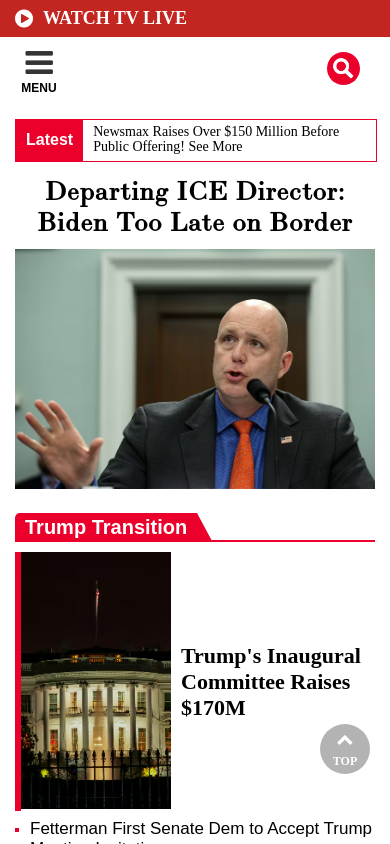 WATCH TV LIVE
MENU
Latest
Newsmax Raises Over $150 Million Before
Public Offering! See More
Departing ICE Director:
Biden Too Late on Border
Trump Transition
Trump's Inaugural
Committee Raises
$170M
TOP
Fetterman First Senate Dem to Accept Trump